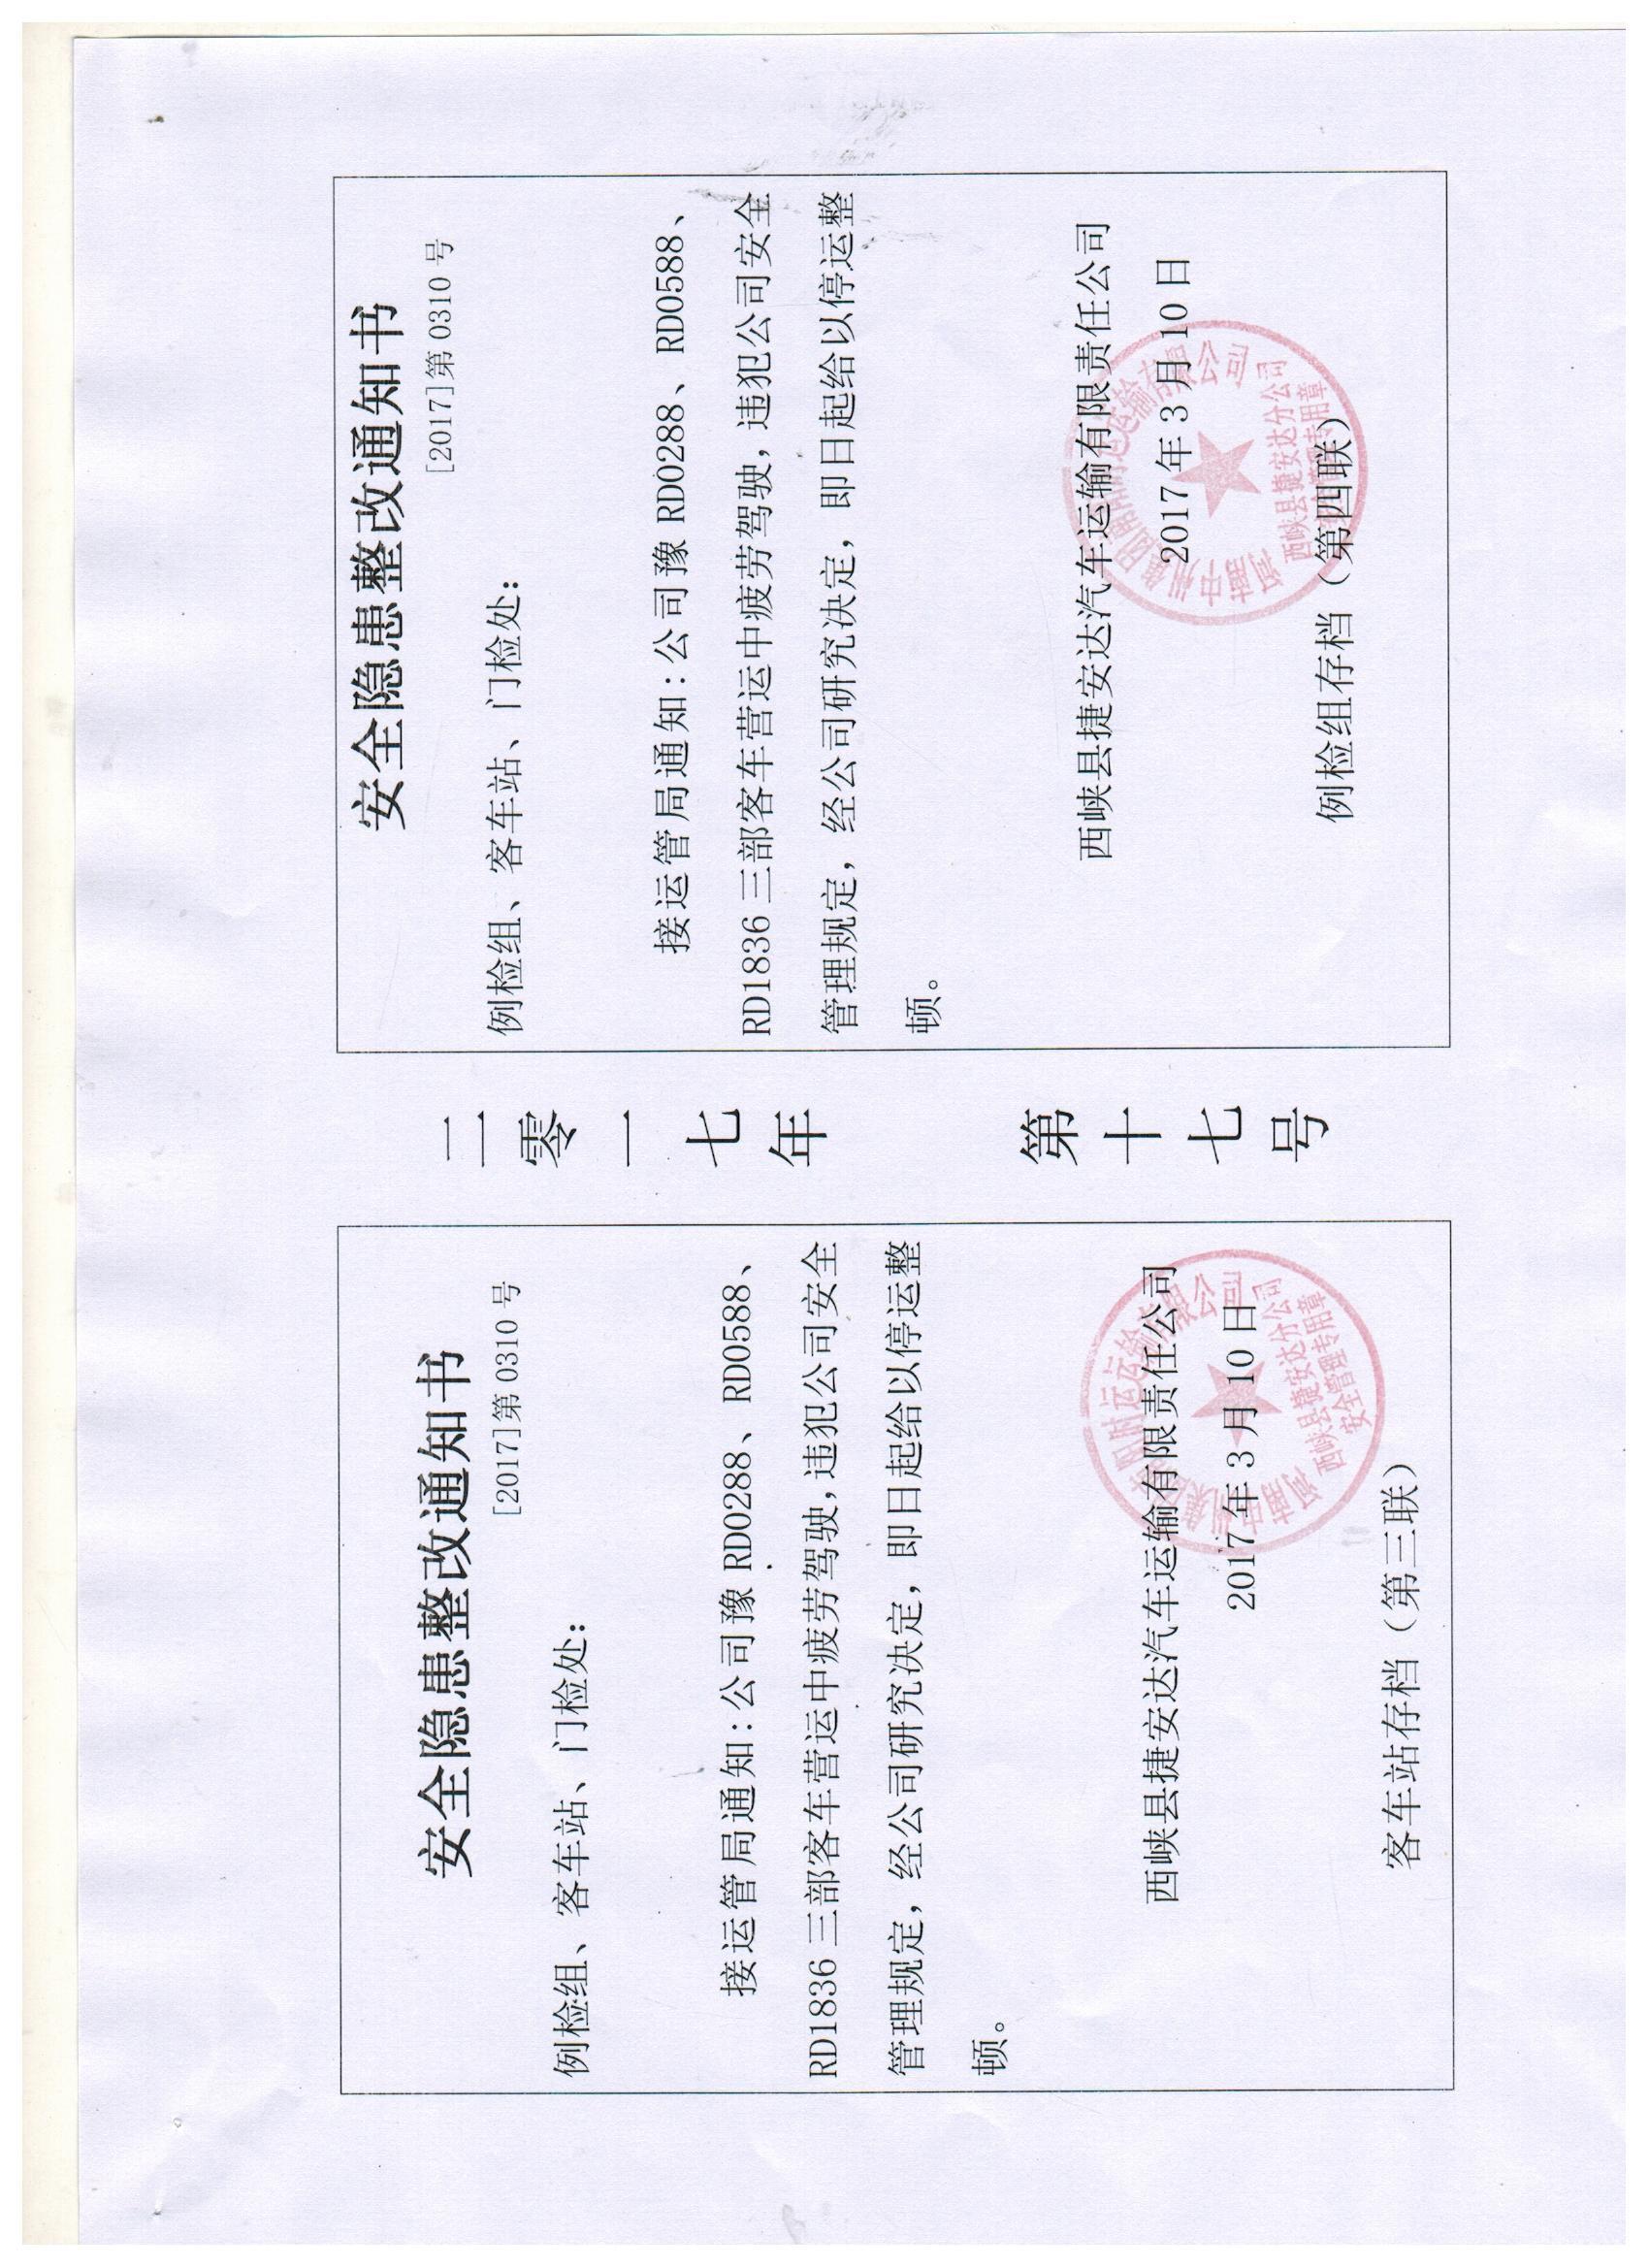 安全隐患整改通知书
[2017]第 0310 号
例检组、客车站、门检处:
接运管局通知:公司豫 RD0288、RD0588、
RD1836 三部客车营运中疲劳驾驶,违犯公司安全
管理规定，经公司研究决定，即日起给以停运整
顿。
西峡县捷安达汽车运输有限责任公司
2017 年 3 月 10 日
西峡县捷安达分公司
安全管理专用章
客车站存档（第三联）
二零一七年
第十七号
安全隐患整改通知书
[2017]第 0310 号
例检组、客车站、门检处:
接运管局通知:公司豫 RD0288、RD0588、
RD1836 三部客车营运中疲劳驾驶,违犯公司安全
管理规定，经公司研究决定，即日起给以停运整
顿。
西峡县捷安达汽车运输有限责任公司
2017 年 3 月 10 日
西峡县捷安达分公司
例检组存档（第四联）